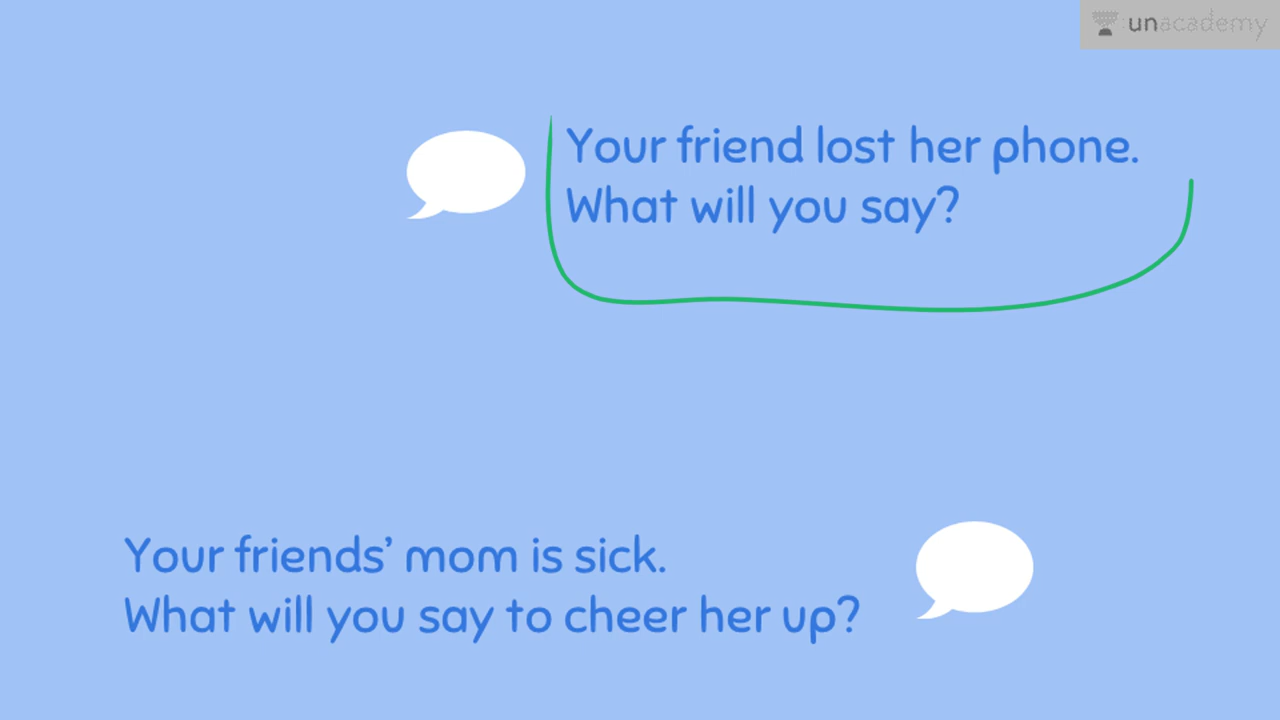 unacademy
Your friend lost her phone.
What will you say?
Your friends' mom is sick.
What will you say to cheer her up?